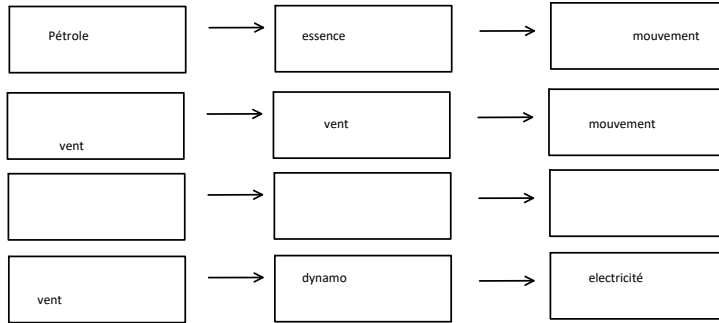 Pétrole essence mouvement
vent vent mouvement
vent dynamo electricité